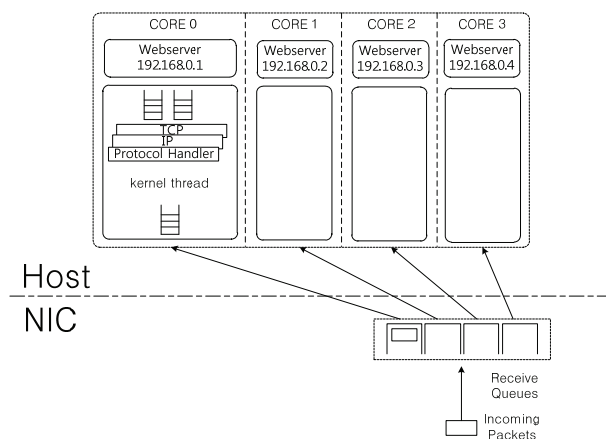 CORE 0
CORE 1
CORE 2
CORE 3
Webserver
192.168.0.1
Webserver
192.168.0.2
Webserver
192.168.0.3
Webserver
192.168.0.4
TCP
IP
Protocol Handler
kernel thread
Host
NIC
Receive
Queues
Incoming
Packets